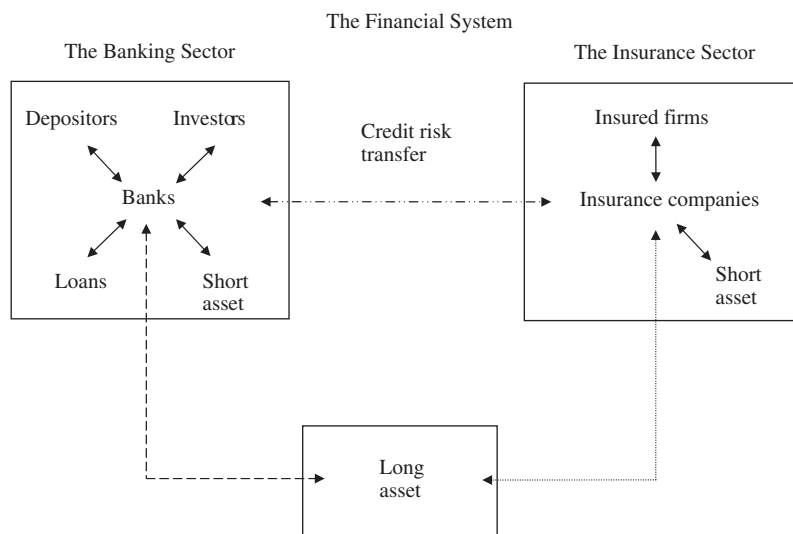 The Financial System
The Banking Sector
The Insurance Sector
Depositors
Investors
Banks
Loans
Short
asset
Credit risk
transfer
Insured firms
Insurance companies
Short
asset
Long
asset